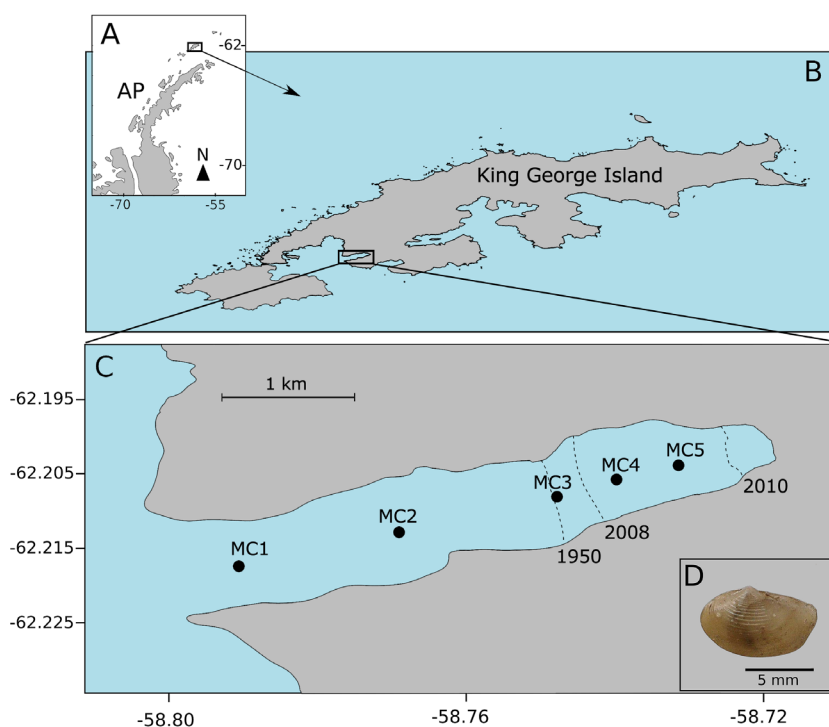 A
-62
AP
N
-70
-70
-55
B
King George Island
C
1 km
-62.195
-62.205
-62.215
-62.225
MC1
MC2
MC3
MC4
MC5
1950
2008
2010
D
5 mm
-58.80
-58.76
-58.72